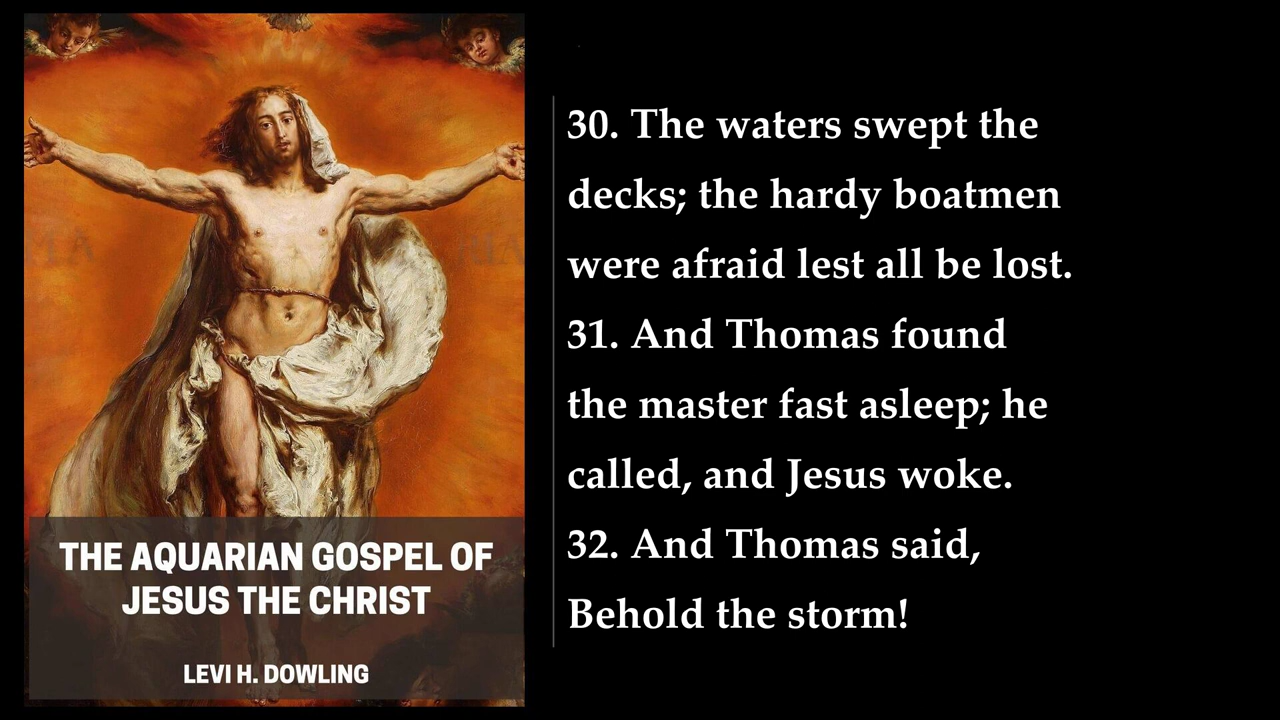 THE AQUARIAN GOSPEL OF
JESUS THE CHRIST
LEVI H. DOWLING
30. The waters swept the
decks; the hardy boatmen
were afraid lest all be lost.
31. And Thomas found
the master fast asleep; he
called, and Jesus woke.
32. And Thomas said,
Behold the storm!